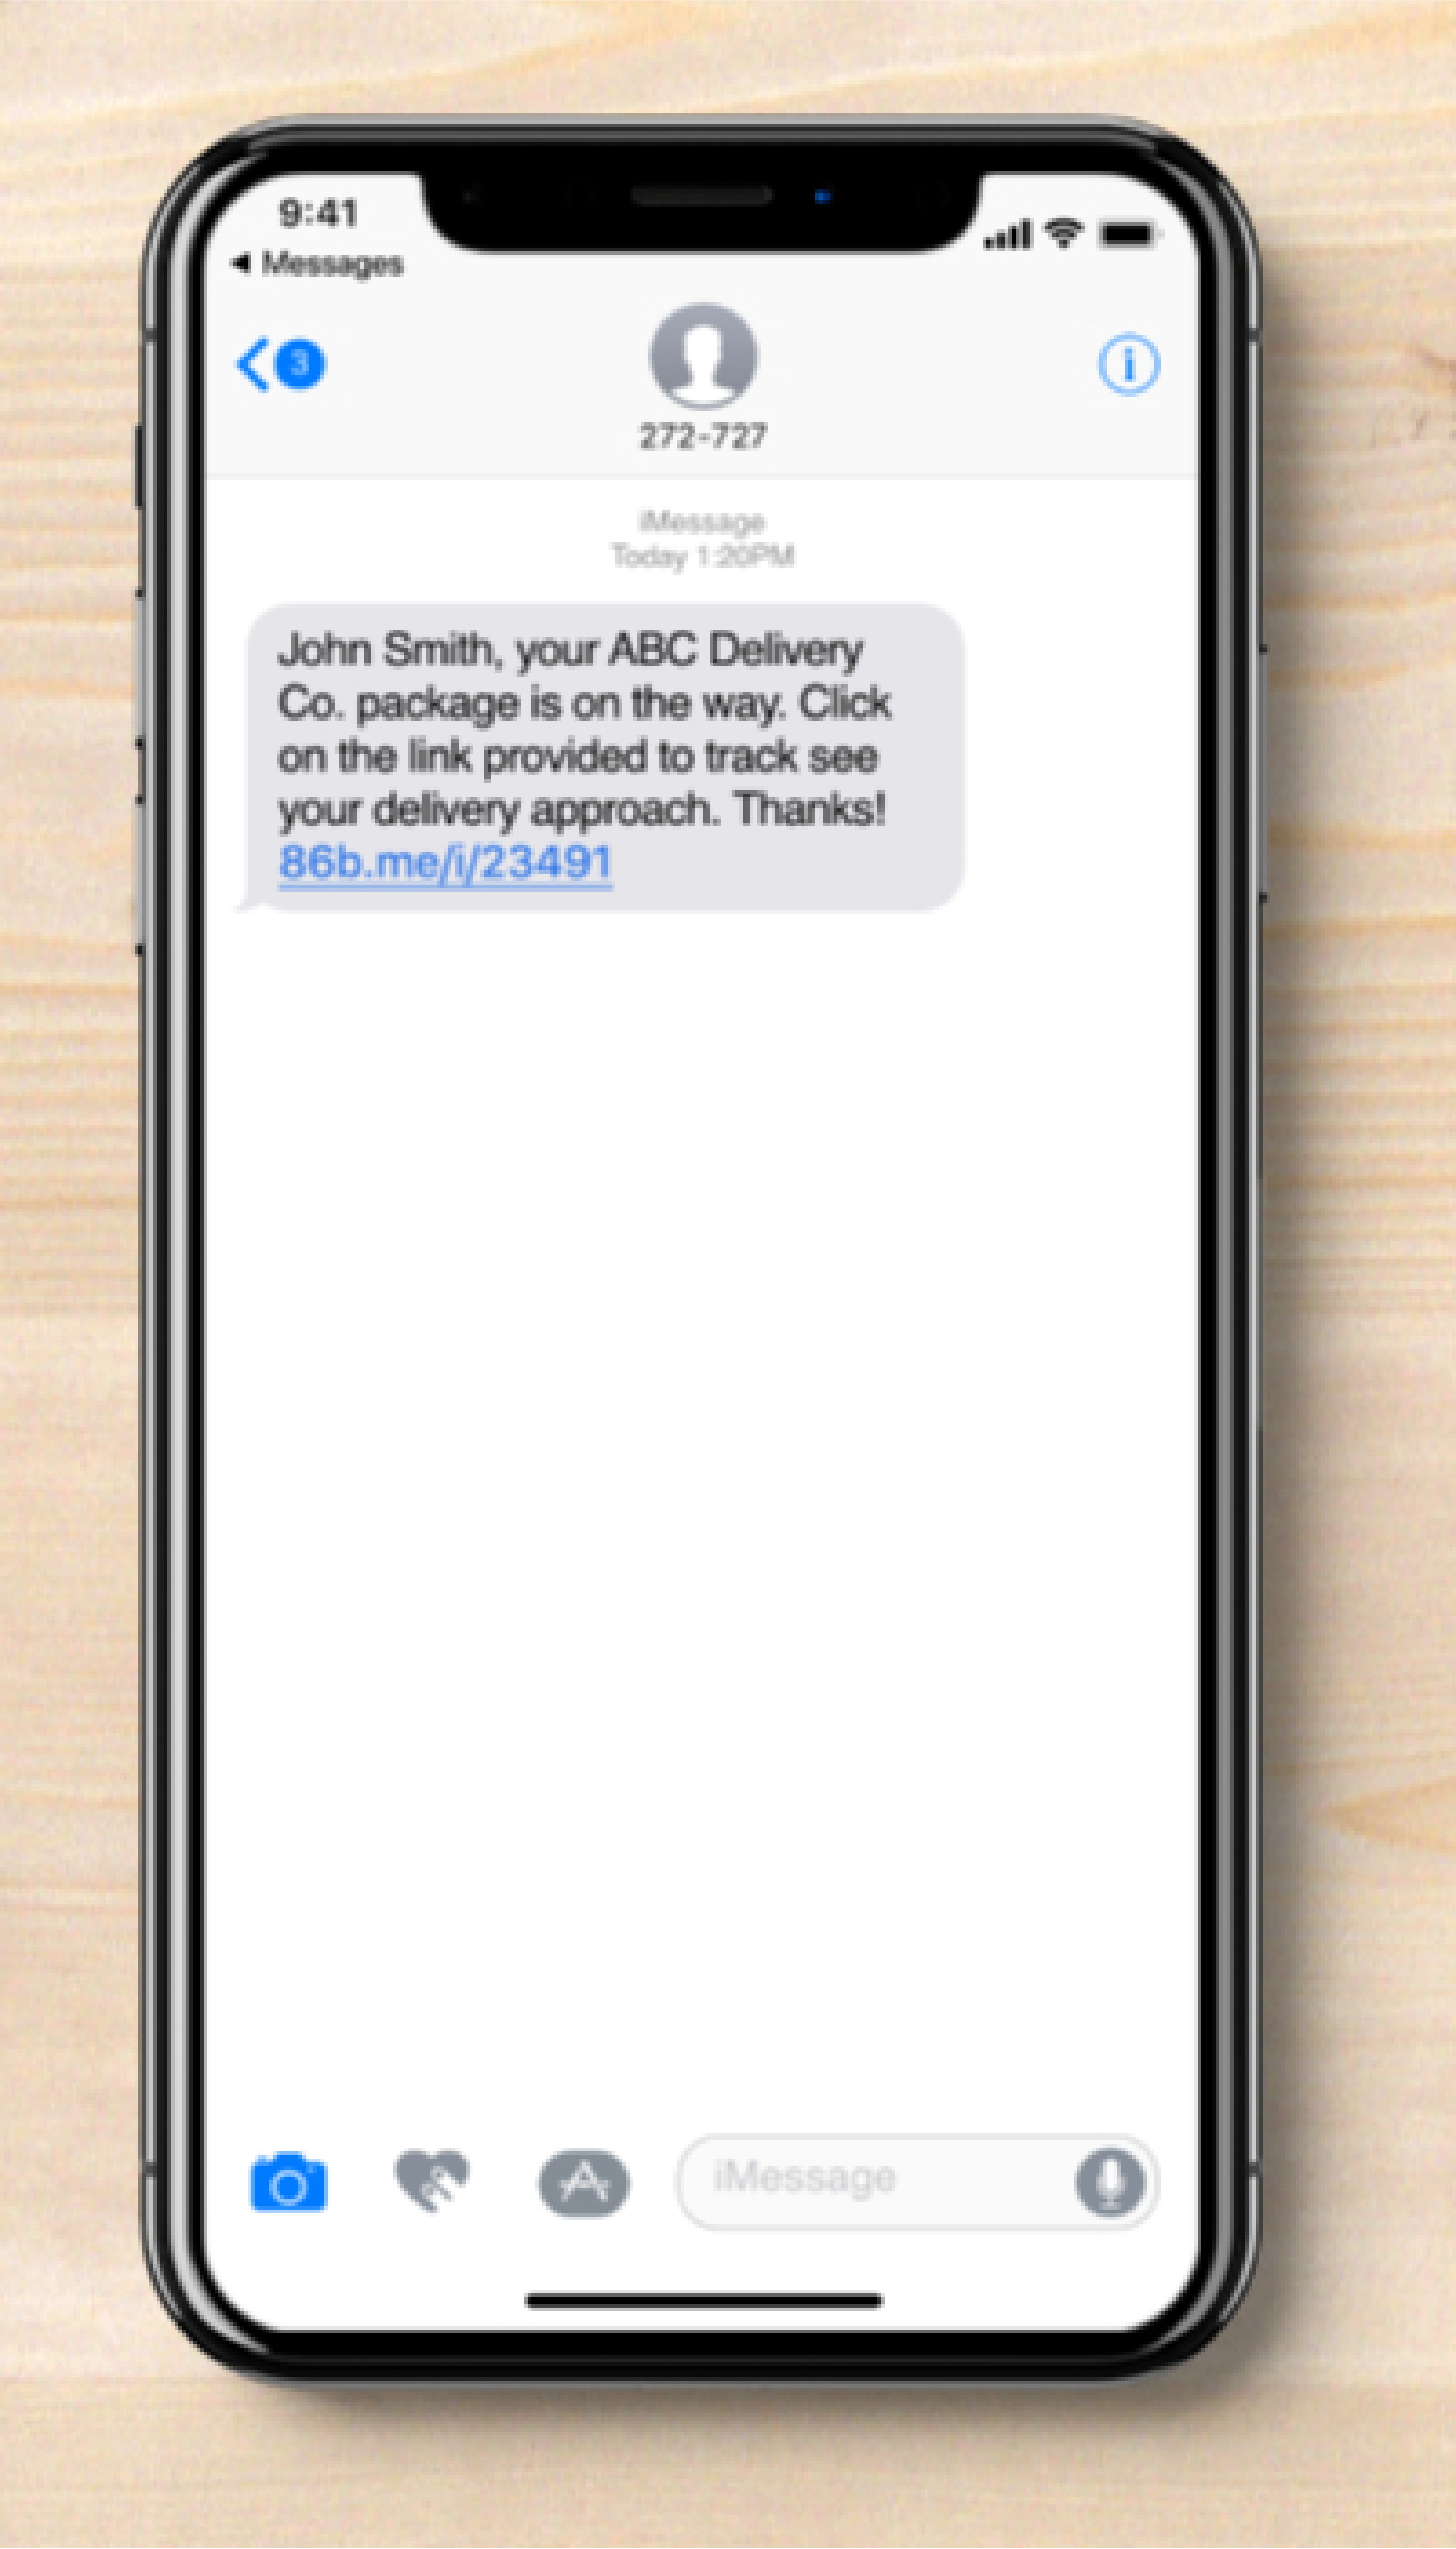 9:41
Messages
3
272-727
iMessage
Today 1:20PM
John Smith, your ABC Delivery
Co. package is on the way. Click
on the link provided to track see
your delivery approach. Thanks!
86b.me/i/23491
iMessage